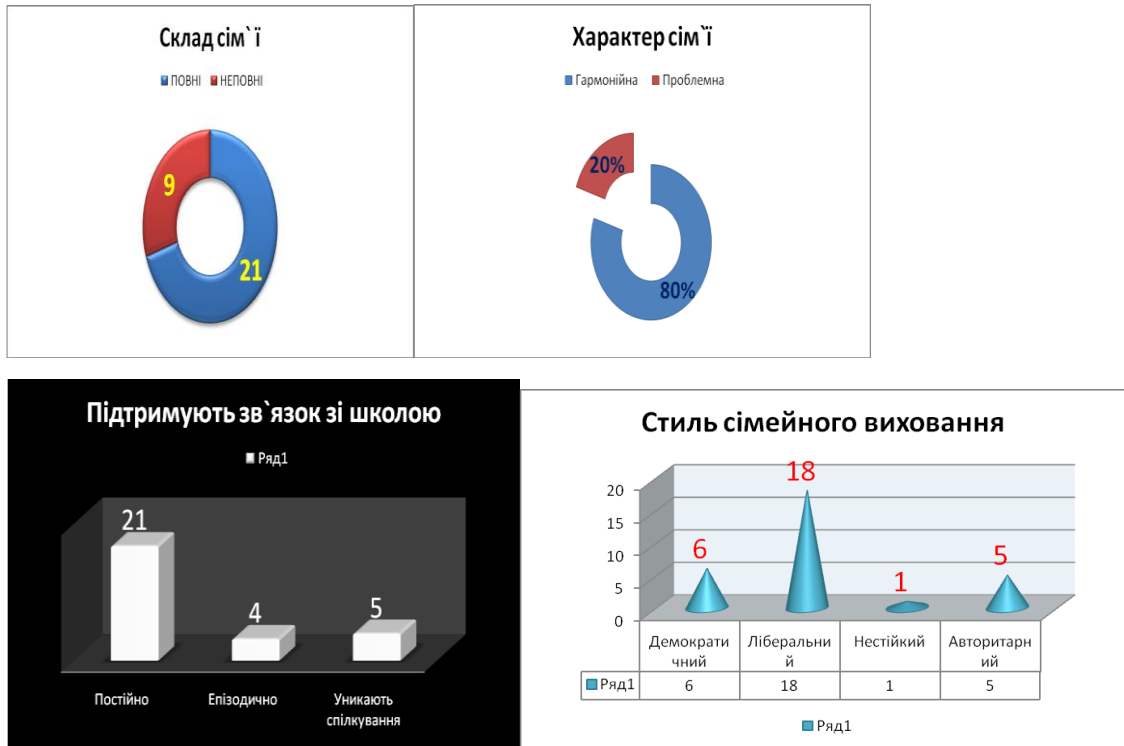 Склад сім`ї
ПОВНІ НЕПОВНІ
9
21
Характер сім'ї
Гармонійна Проблемна
20%
80%
Підтримують зв`язок зі школою
Ряд1
21
4
5
Постійно Епізодично Уникають
спілкування
Стиль сімейного виховання
18
6
1
5
20
15
10
5
0
Демократи Ліберальни Нестійкий Авторитарн
чний й ий
Ряд1 6 18 1 5
Ряд1